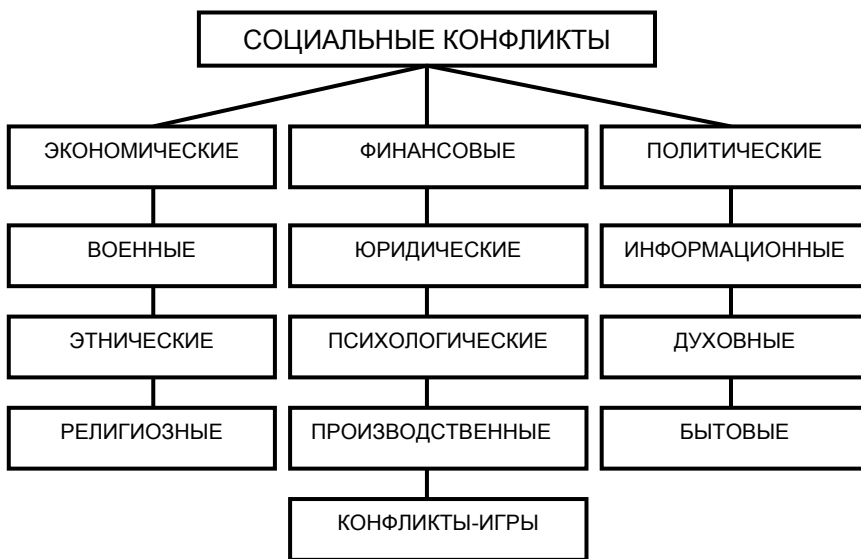 СОЦИАЛЬНЫЕ КОНФЛИКТЫ
ЭКОНОМИЧЕСКИЕ
ФИНАНСОВЫЕ
ПОЛИТИЧЕСКИЕ
ВОЕННЫЕ
ЮРИДИЧЕСКИЕ
ИНФОРМАЦИОННЫЕ
ЭТНИЧЕСКИЕ
ПСИХОЛОГИЧЕСКИЕ
ДУХОВНЫЕ
РЕЛИГИОЗНЫЕ
ПРОИЗВОДСТВЕННЫЕ
БЫТОВЫЕ
КОНФЛИКТЫ-ИГРЫ